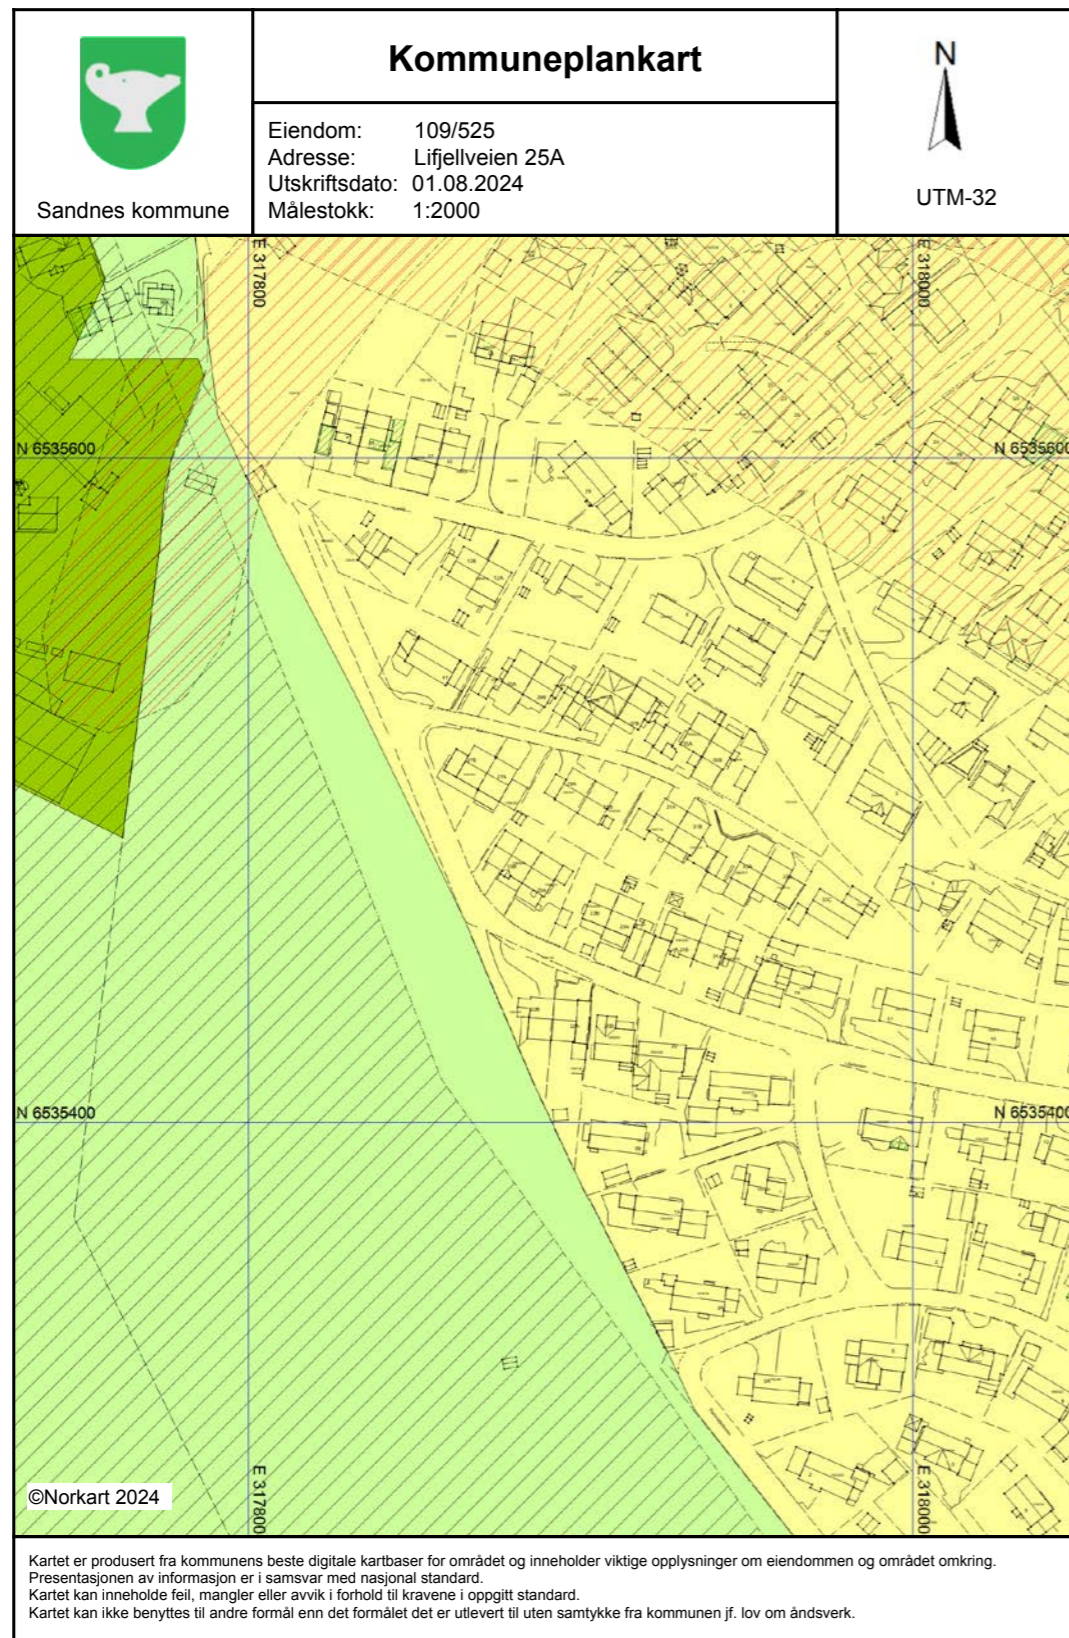 Kommuneplankart
Eiendom: 109/525
Adresse: Lifjellveien 25A
Utskriftsdato: 01.08.2024
Målestokk: 1:2000
Sandnes kommune
N
UTM-32
E 317800
E 318000
N 6535600
N 6535600
N 6535400
N 6535400
E 317800
E 318000
©Norkart 2024
Kartet er produsert fra kommunens beste digitale kartbaser for området og inneholder viktige opplysninger om eiendommen og området omkring.
Presentasjonen av informasjon er i samsvar med nasjonal standard.
Kartet kan inneholde feil, mangler eller avvik i forhold til kravene i oppgitt standard.
Kartet kan ikke benyttes til andre formål enn det formålet det er utlevert til uten samtykke fra kommunen jf. lov om åndsverk.